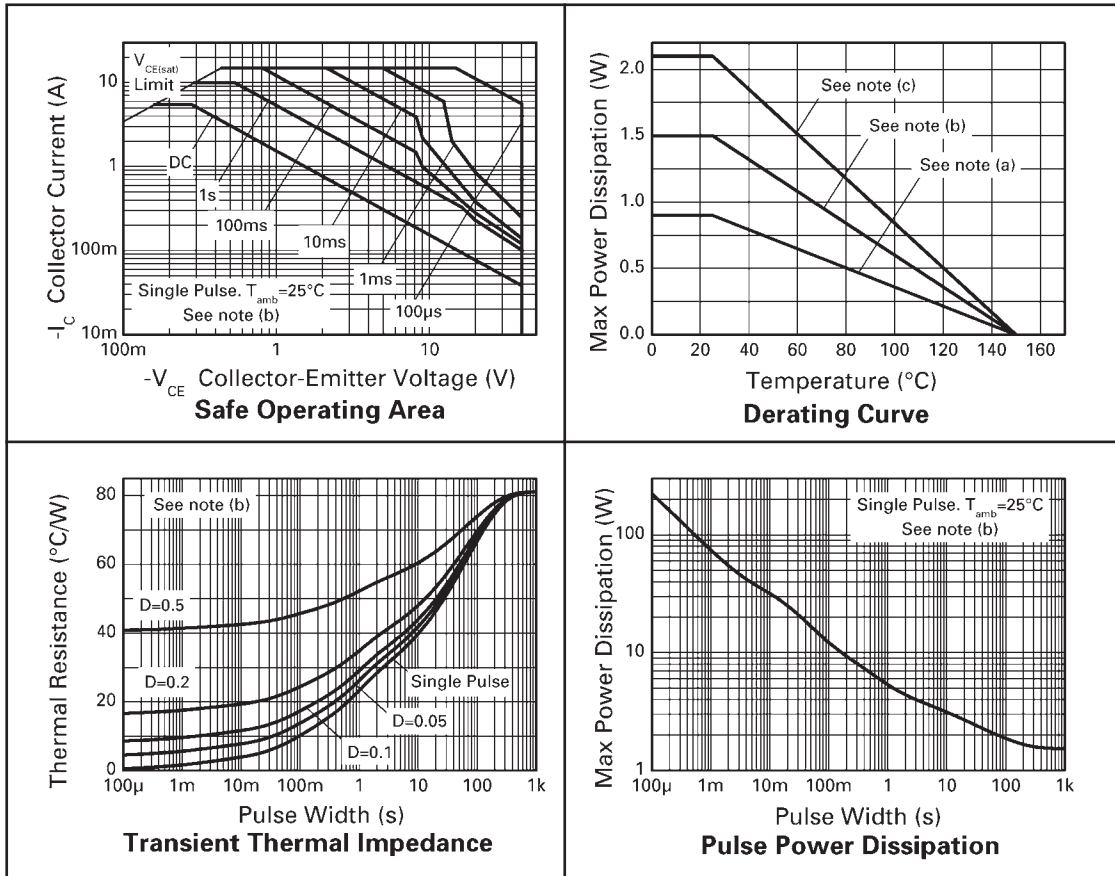 -I_C Collector Current (A)
10
1
100m
10m
V_CE(sat)
Limit
DC
1s
100ms
10ms
1ms
100µs
Single Pulse. T_amb=25°C
See note (b)
100m 1 10
-V_CE Collector-Emitter Voltage (V)
Safe Operating Area
Max Power Dissipation (W)
2.0
1.5
1.0
0.5
0.0
See note (c)
See note (b)
See note (a)
0 20 40 60 80 100 120 140 160
Temperature (°C)
Derating Curve
Thermal Resistance (°C/W)
80
60
40
20
0
See note (b)
D=0.5
D=0.2
Single Pulse
D=0.05
D=0.1
100µ 1m 10m 100m 1 10 100 1k
Pulse Width (s)
Transient Thermal Impedance
Max Power Dissipation (W)
100
10
1
Single Pulse. T_amb=25°C
See note (b)
100µ 1m 10m 100m 1 10 100 1k
Pulse Width (s)
Pulse Power Dissipation